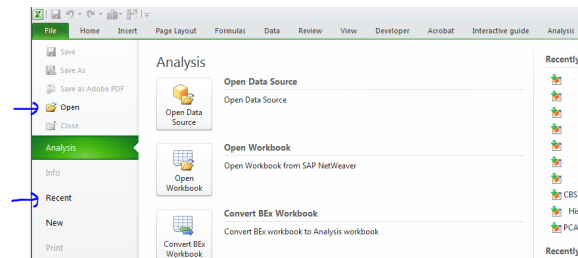 File Home Insert Page Layout Formulas Data Review View Developer Acrobat Interactive guide Analysis
Save
Save As
Save as Adobe PDF
Open
Close
Analysis
Info
Recent
New
Print
Analysis
Open Data Source
Open Data Source
Open Data
Source
Open Workbook
Open Workbook from SAP NetWeaver
Open
Workbook
Convert BEx Workbook
Convert BEx workbook to Analysis workbook
Convert BEx
Workbook
Recently
CBS
His
PCA
Recently